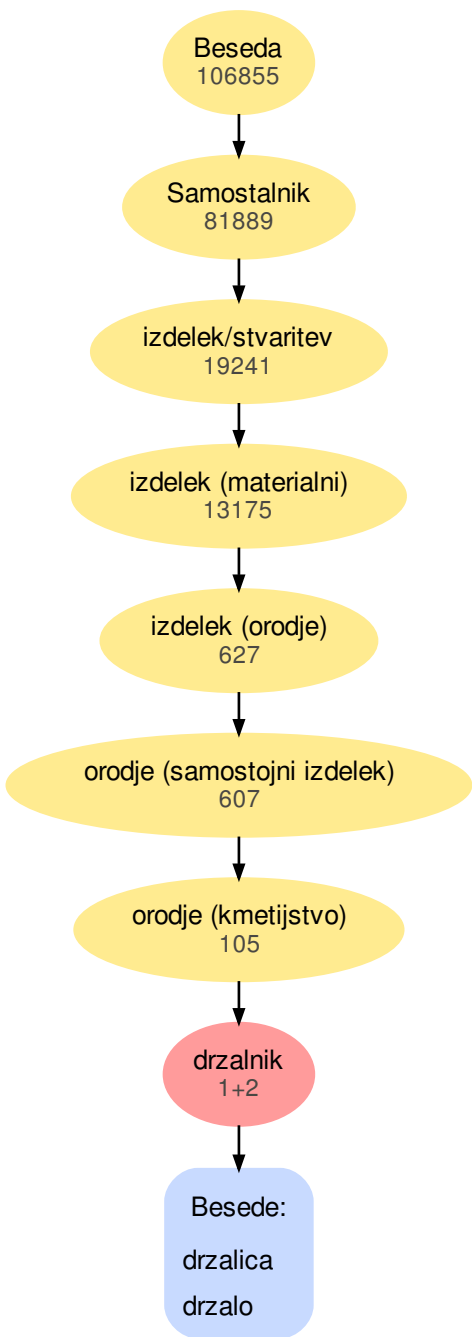 Beseda
106855
Samostalnik
81889
izdelek/stvaritev
19241
izdelek (materialni)
13175
izdelek (orodje)
627
orodje (samostojni izdelek)
607
orodje (kmetijstvo)
105
drzalnik
1+2
Besede:
drzalica
drzalo